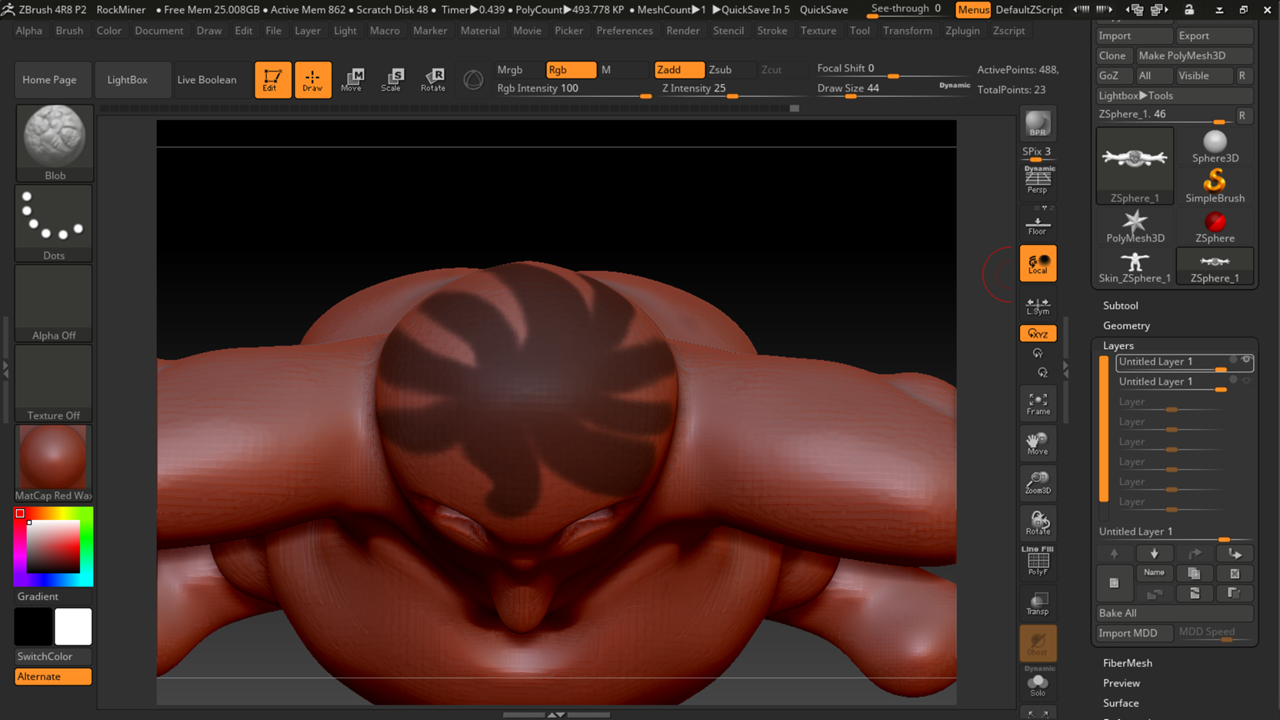 ZBrush 4R8 P2 RockMiner • Free Mem 25.008GB • Active Mem 862 • Scratch Disk 48 • Timer▶0.439 • PolyCount▶493.778 KP • MeshCount▶1 ▶QuickSave In 5 QuickSave See-through 0 Menus DefaultZScript
Alpha Brush Color Document Draw Edit File Layer Light Macro Marker Material Movie Picker Preferences Render Stencil Stroke Texture Tool Transform Zplugin Zscript
Home Page LightBox Live Boolean Edit Draw Move Scale Rotate
Mrgb Rgb M Zadd Zsub Zcut
Rgb Intensity 100 Z Intensity 25
Focal Shift 0
Draw Size 44 Dynamic
ActivePoints: 488,
TotalPoints: 23
Blob
Dots
Alpha Off
Texture Off
MatCap Red Wax
Gradient
SwitchColor
Alternate
BPR
SPix 3
Dynamic
Persp
Floor
Local
L.Sym
XYZ
Frame
Move
Zoom3D
Rotate
Line Fill
PolyF
Transp
Ghost
Dynamic
Solo
Import Export
Clone Make PolyMesh3D
GoZ All Visible R
Lightbox▶Tools
ZSphere_1. 46 R
ZSphere_1 Sphere3D
SimpleBrush
PolyMesh3D ZSphere
Skin_ZSphere_1 ZSphere_1
Subtool
Geometry
Layers
Untitled Layer 1
Untitled Layer 1
Layer
Layer
Layer
Layer
Layer
Layer
Untitled Layer 1
Name
Bake All
Import MDD MDD Speed
FiberMesh
Preview
Surface